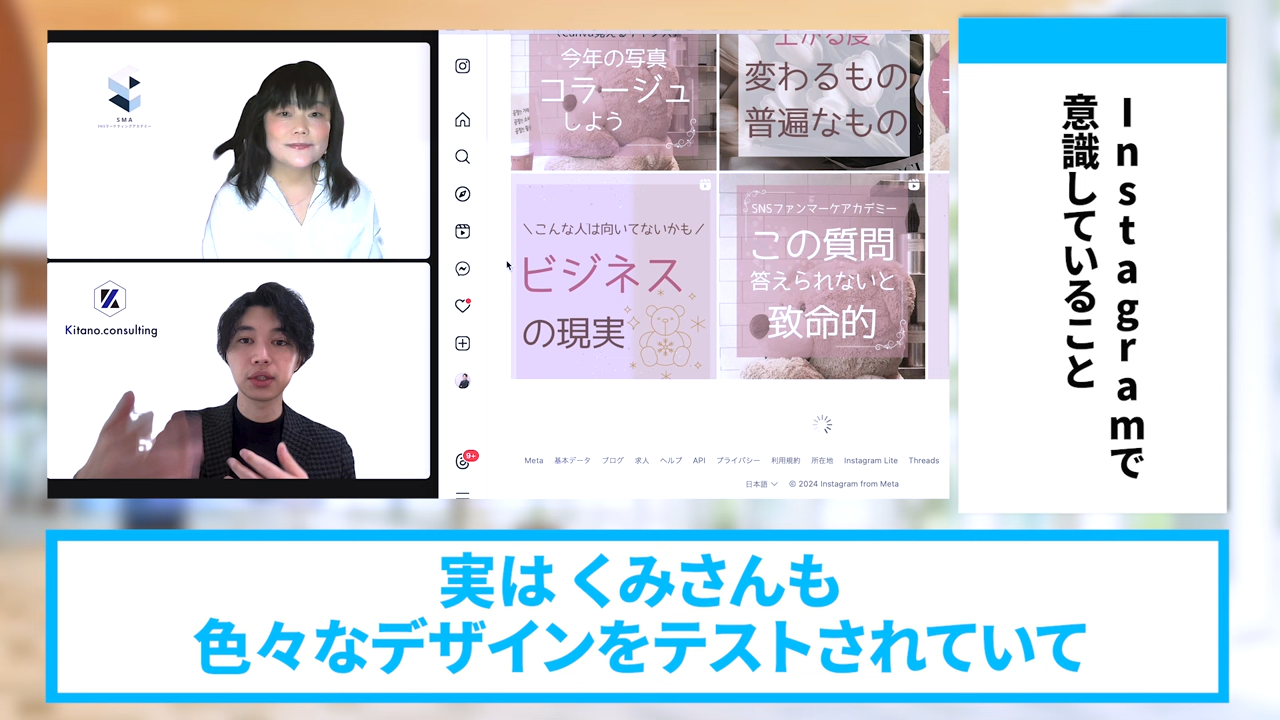 SMA
Kitano.consulting
今年の写真
コラージュ
しよう
上がる度
変わるもの
普遍なもの
＼こんな人は向いてないかも／
ビジネス
の現実
SNSファンマーケアカデミー
この質問
答えられないと
致命的
9+
Meta 基本データ ブログ 求人 ヘルプ API プライバシー 利用規約 所在地 Instagram Lite Threads
日本語 © 2024 Instagram from Meta
Instagramで
意識していること
実は くみさんも
色々なデザインをテストされていて